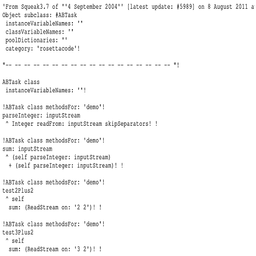 'From Squeak3.7 of ''4 September 2004'' [latest update: #5989] on 8 August 2011 a
Object subclass: #ABTask
instanceVariableNames: ''
classVariableNames: ''
poolDictionaries: ''
category: 'rosettacode'!
"-- -- -- -- -- -- -- -- -- -- -- -- -- -- -- -- -- -- "!
ABTask class
instanceVariableNames: ''!
!ABTask class methodsFor: 'demo'!
parseInteger: inputStream
^ Integer readFrom: inputStream skipSeparators! !
!ABTask class methodsFor: 'demo'!
sum: inputStream
^ (self parseInteger: inputStream)
+ (self parseInteger: inputStream)! !
!ABTask class methodsFor: 'demo'!
test2Plus2
^ self
sum: (ReadStream on: '2 2')! !
!ABTask class methodsFor: 'demo'!
test3Plus2
^ self
sum: (ReadStream on: '3 2')! !